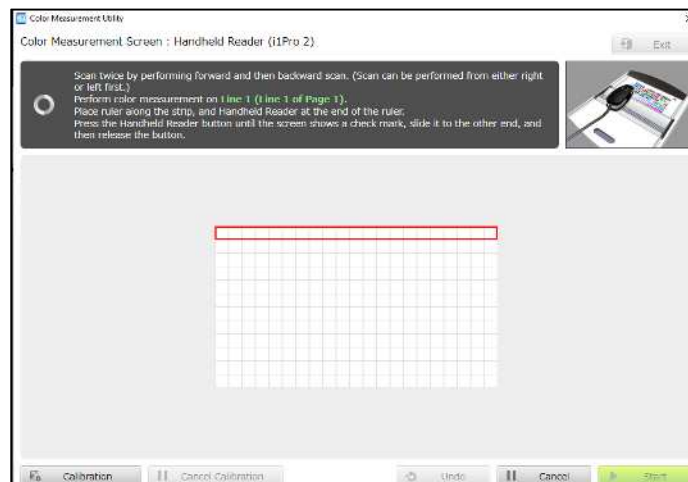 Color Measurement Utility
Color Measurement Screen : Handheld Reader (i1Pro 2)
Exit
Scan twice by performing forward and then backward scan. (Scan can be performed from either right
or left first.)
Perform color measurement on Line 1 (Line 1 of Page 1).
Place ruler along the strip, and Handheld Reader at the end of the ruler.
Press the Handheld Reader button until the screen shows a check mark, slide it to the other end, and
then release the button.
Calibration
Cancel Calibration
Undo
Cancel
Start